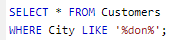 SELECT * FROM Customers
WHERE City LIKE '%don%';